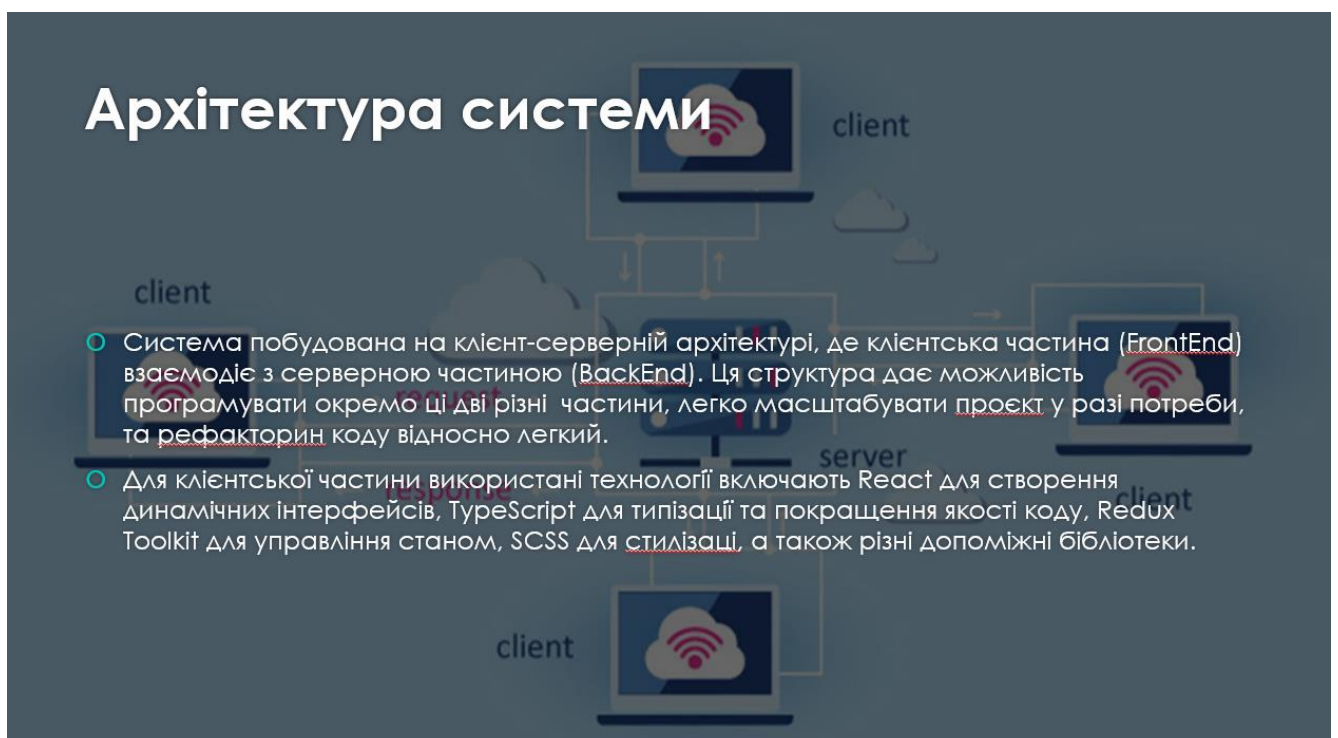 Архітектура системи
client
client
Система побудована на клієнт-серверній архітектурі, де клієнтська частина (FrontEnd)
взаємодіє з серверною частиною (BackEnd). Ця структура дає можливість
програмувати окремо ці дві різні  частини, легко масштабувати проєкт у разі потреби,
та рефакторин коду відносно легкий.
request
server
Для клієнтської частини використані технології включають React для створення
динамічних інтерфейсів, TypeScript для типізації та покращення якості коду, Redux
Toolkit для управління станом, SCSS для стилізаці, а також різні допоміжні бібліотеки.
response
client
client